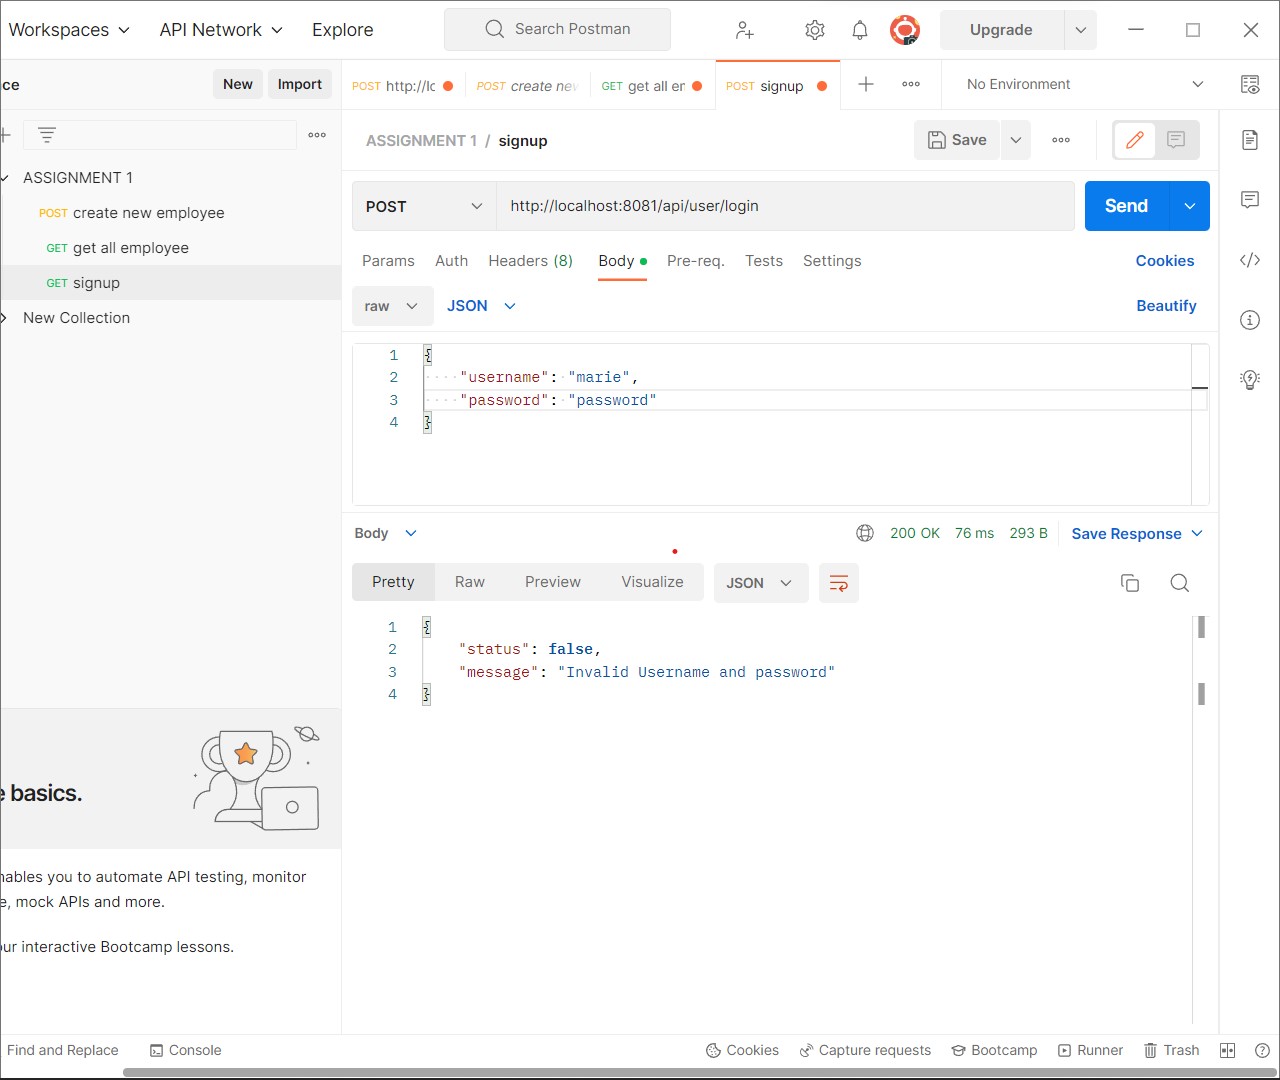 Workspaces API Network Explore Search Postman Upgrade
ce New Import POST http://lc POST create nev GET get all er POST signup No Environment
ASSIGNMENT 1 / signup Save
ASSIGNMENT 1
POST create new employee
GET get all employee
GET signup
New Collection
POST http://localhost:8081/api/user/login Send
Params Auth Headers (8) Body Pre-req. Tests Settings Cookies
raw JSON Beautify
1 {
2 "username": "marie",
3 "password": "password"
4 }
Body 200 OK 76 ms 293 B Save Response
Pretty Raw Preview Visualize JSON
1 {
2 "status": false,
3 "message": "Invalid Username and password"
4 }
e basics.
nables you to automate API testing, monitor
e, mock APIs and more.
our interactive Bootcamp lessons.
Find and Replace Console Cookies Capture requests Bootcamp Runner Trash